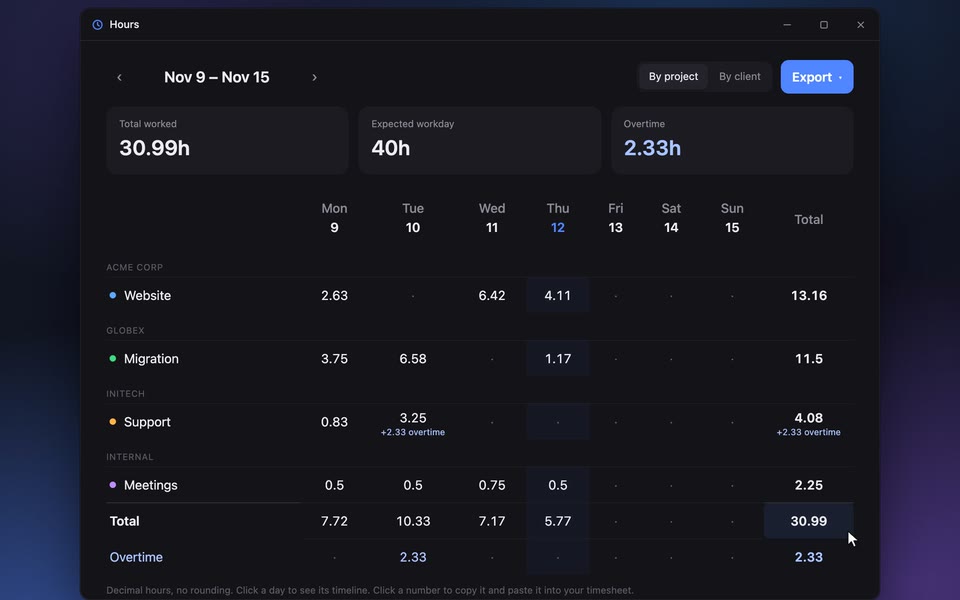 Hours
Nov 9 – Nov 15
By project
By client
Export
Total worked
30.99h
Expected workday
40h
Overtime
2.33h
Mon Tue Wed Thu Fri Sat Sun Total
9 10 11 12 13 14 15
ACME CORP
Website 2.63 · 6.42 4.11 · · · 13.16
GLOBEX
Migration 3.75 6.58 · 1.17 · · · 11.5
INITECH
Support 0.83 3.25 · · · · · 4.08
+2.33 overtime +2.33 overtime
INTERNAL
Meetings 0.5 0.5 0.75 0.5 · · · 2.25
Total 7.72 10.33 7.17 5.77 · · · 30.99
Overtime · 2.33 · · · · · 2.33
Decimal hours, no rounding. Click a day to see its timeline. Click a number to copy it and paste it into your timesheet.